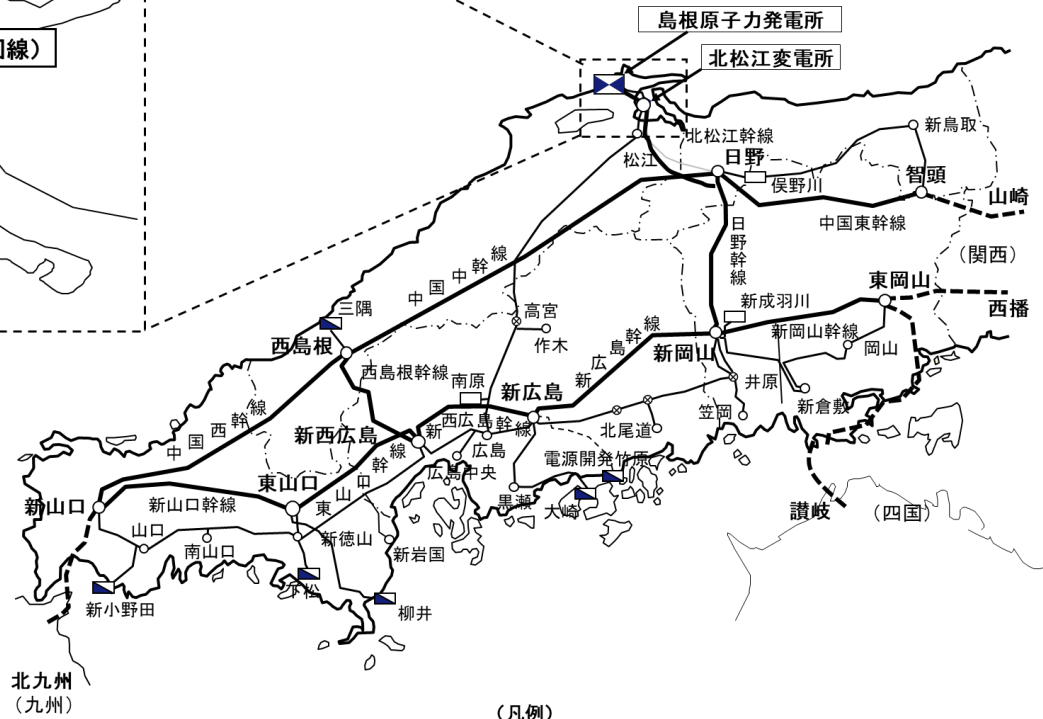 回線）
島根原子力発電所
北松江変電所
北松江幹線
松江
日野
俣野川
新鳥取
智頭
山崎
中国東幹線
（関西）
日野幹線
中国中幹線
東岡山
西播
新成羽川
新岡山幹線
岡山
新岡山
新広島幹線
高宮
作木
三隅
西島根
西島根幹線
南原
新広島
井原
笠岡
新倉敷
中国西幹線
新西広島
新
西広島
幹線
広島
北尾道
広島中央
電源開発竹原
東山口幹線
東山口
黒瀬
大崎
讃岐
（四国）
新山口
新山口幹線
山口
南山口
新徳山
新岩国
下松
新小野田
柳井
北九州
（九州）
（凡例）